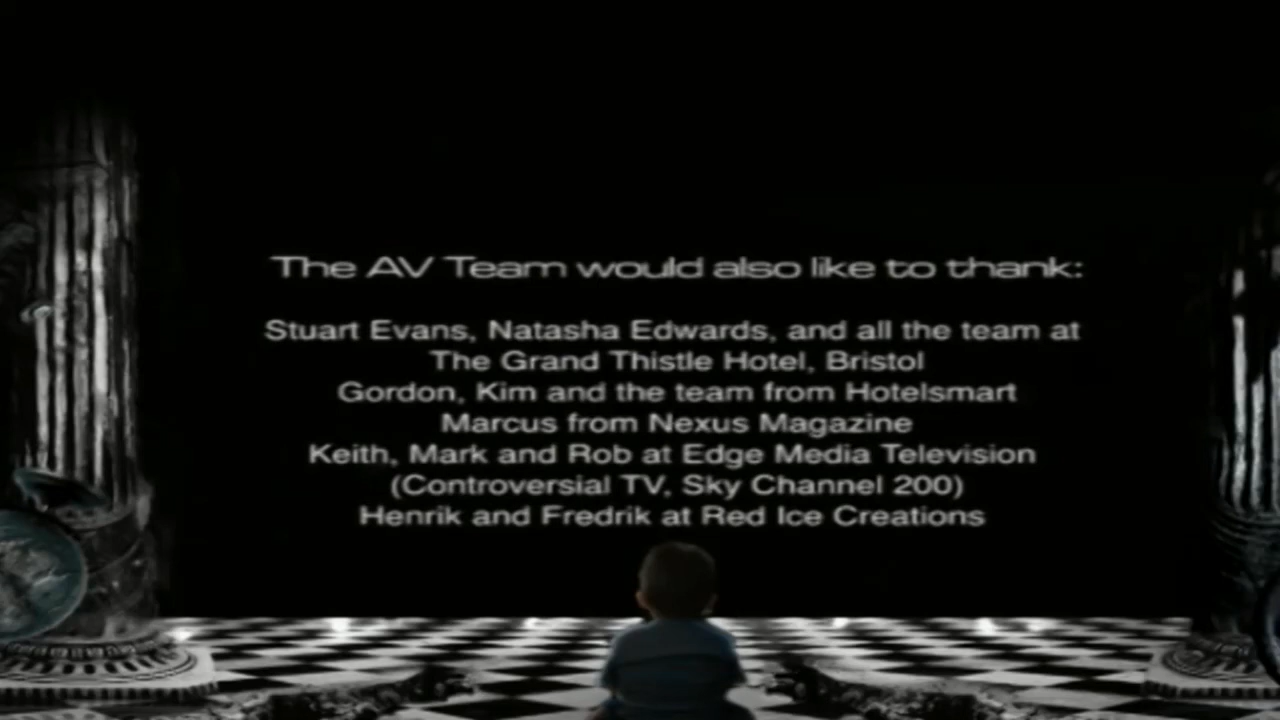 The AV Team would also like to thank:
Stuart Evans, Natasha Edwards, and all the team at
The Grand Thistle Hotel, Bristol
Gordon, Kim and the team from Hotelsmart
Marcus from Nexus Magazine
Keith, Mark and Rob at Edge Media Television
(Controversial TV, Sky Channel 200)
Henrik and Fredrik at Red Ice Creations